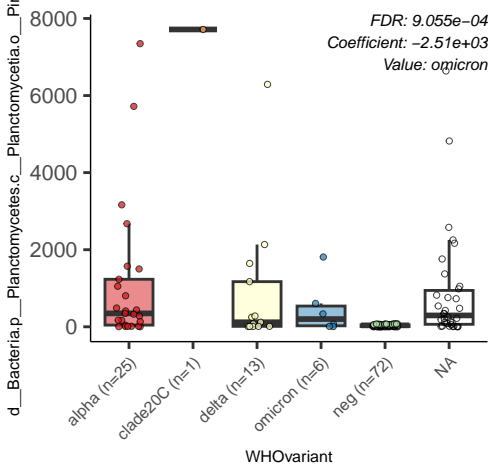 FDR: 9.055e−04
Coefficient: −2.51e+03
Value: omicron
d__Bacteria.p__Planctomycetes.c__Planctomycetia.o__Pir
8000
6000
4000
2000
0
alpha (n=25)
clade20C (n=1)
delta (n=13)
omicron (n=6)
neg (n=72)
NA
WHOvariant